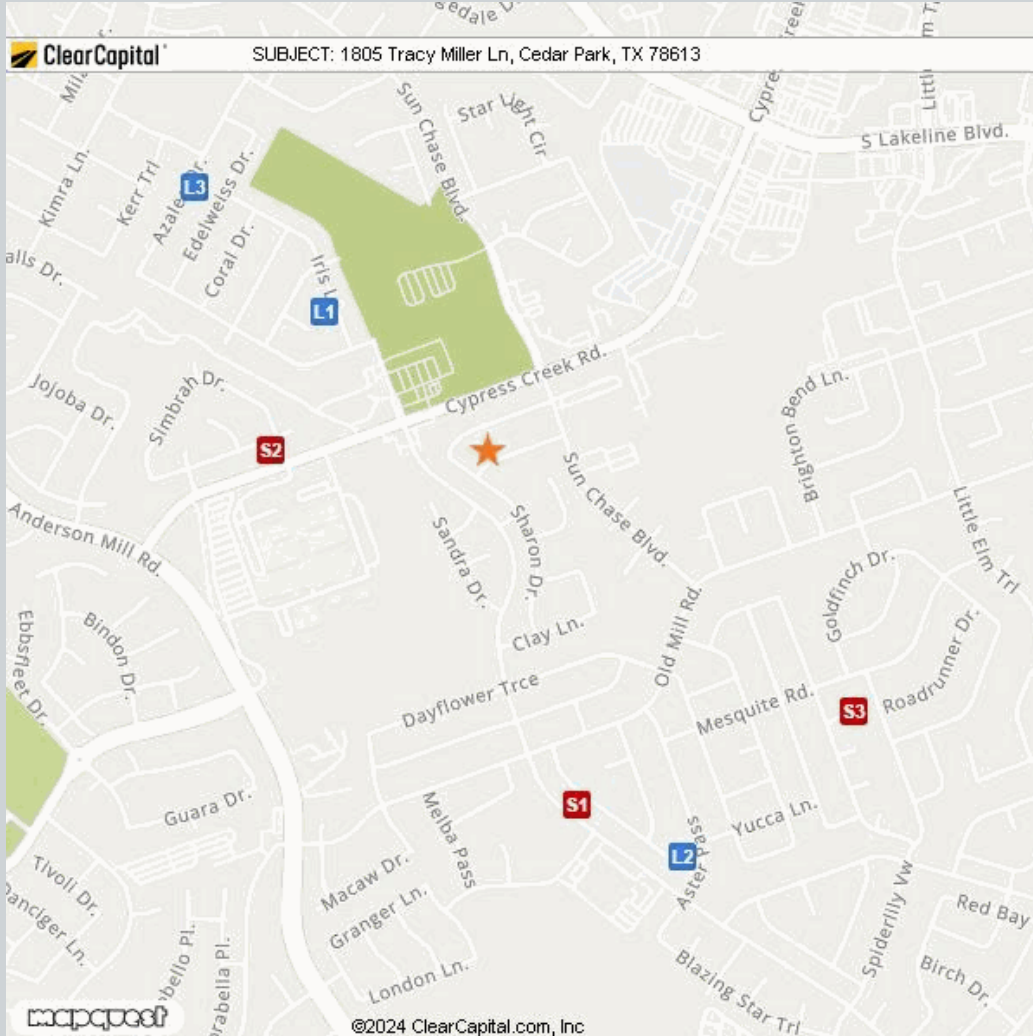 gedale D
ClearCapital
SUBJECT: 1805 Tracy Miller Ln, Cedar Park, TX 78613
Sun Chase Blvd.
Star Light Cir
S Lakeline Blvd.
Kimra Ln.
Kerr Trl
L3
Edelweiss Dr.
Coral Dr.
alls Dr.
Iris L
L1
Cypress Creek Rd.
Jojoba Dr.
Simbrah Dr.
Brighton Bend Ln.
S2
Sun Chase Blvd.
Anderson Mill Rd.
Sandra Dr.
Sharon Dr.
Little Elm Trl
Goldfinch Dr.
Clay Ln.
Old Mill Rd.
Ebbsfleet Dr.
Bindon Dr.
Roadrunner Dr.
Dayflower Trce
Mesquite Rd.
S3
Guara Dr.
Melba Pass
S1
Yucca Ln.
L2
Aster Pass
Tivoli Dr.
Macaw Dr.
Danciger Ln.
Granger Ln.
Spiderlily Vw
Red Bay
London Ln.
Blazing Star Trl
Birch Dr.
mapquest
©2024 ClearCapital.com, Inc